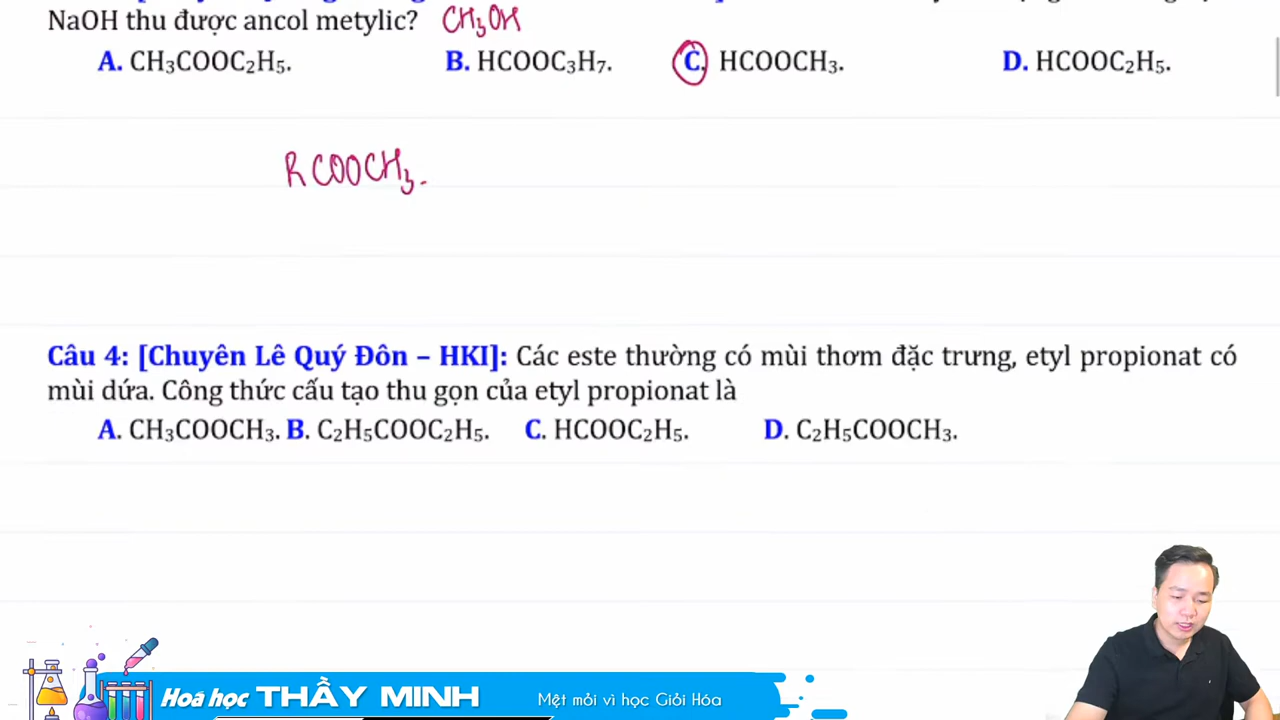 NaOH thu được ancol metylic? CH₃OH
A. CH₃COOC₂H₅. B. HCOOC₃H₇. C. HCOOCH₃. D. HCOOC₂H₅.
RCOOCH₃.
Câu 4: [Chuyên Lê Quý Đôn – HKI]: Các este thường có mùi thơm đặc trưng, etyl propionat có
mùi dứa. Công thức cấu tạo thu gọn của etyl propionat là
A. CH₃COOCH₃. B. C₂H₅COOC₂H₅. C. HCOOC₂H₅. D. C₂H₅COOCH₃.
Hoá học THẦY MINH Mệt mỏi vì học Giỏi Hóa